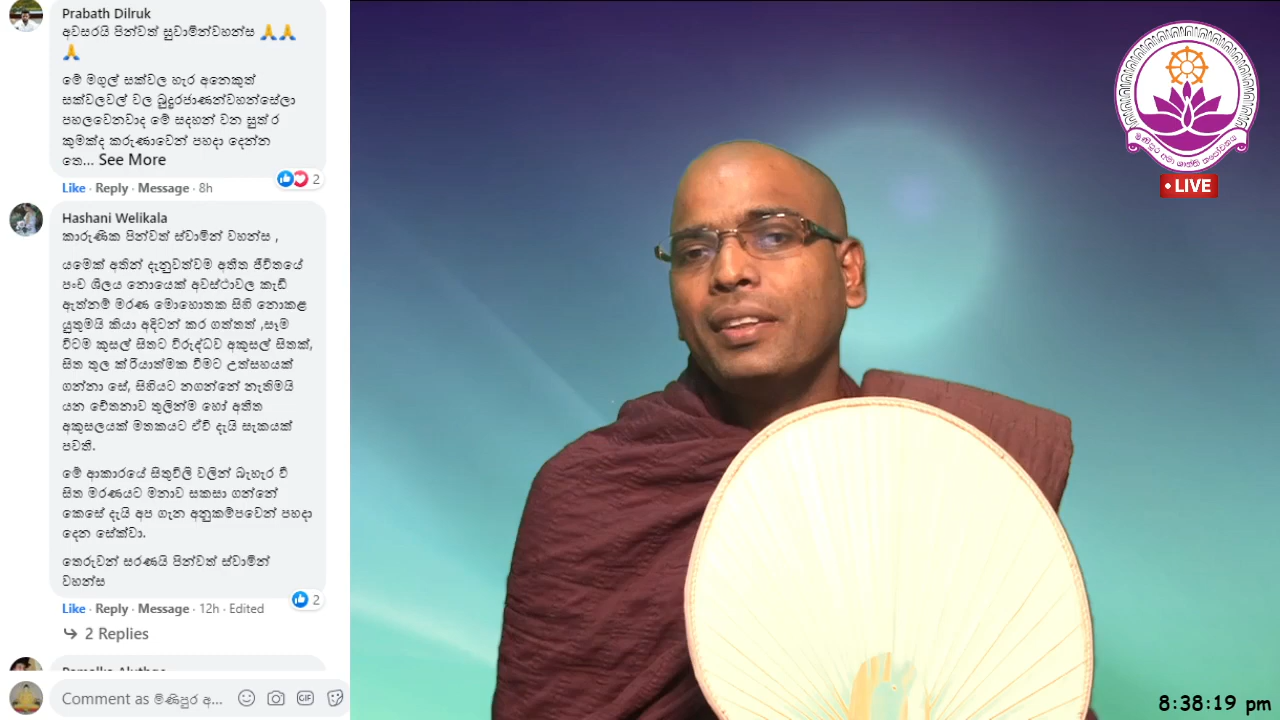 Prabath Dilruk
අවසරයි පින්වත් සුවාමින්වහන්ස 🙏🙏
🙏
මේ මගුල් සක්වල හැර අනෙකුත්
සක්වලවල් වල බුදුරජාණන්වහන්සේලා
පහලවෙනවාද මේ සදහන් වන සුත්‍ර
කුමක්ද කරුණාවෙන් පහදා දෙන්න
තෙ... See More
2
Like · Reply · Message · 8h
Hashani Welikala
කාරුණික පින්වත් ස්වාමින් වහන්ස ,
යමෙක් අතින් දැනුවත්වම අතීත ජීවිතයේ
පංච ශීලය නොයෙක් අවස්ථාවල කැඩී
ඇත්නම් මරණ මොහොතක සිහි නොකළ
යුතුමයි කියා අදිටන් කර ගත්තත් ,සෑම
විටම කුසල් සිතට විරුද්ධව අකුසල් සිතක්,
සිත තුල ක්‍රියාත්මක වීමට උත්සහයක්
ගන්නා සේ, සිහියට නගන්නේ නැතිමයි
යන චේතනාව තුලින්ම හෝ අතීත
අකුසලයක් මතකයට ඒවි දැයි සැකයක්
පවතී.
මේ ආකාරයේ සිතුවිලි වලින් බැහැර වී
සිත මරණයට මනාව සකසා ගන්නේ
කෙසේ දැයි අප ගැන අනුකම්පාවෙන් පහදා
දෙන සේක්වා.
තෙරුවන් සරණයි පින්වත් ස්වාමීන්
වහන්ස
2
Like · Reply · Message · 12h · Edited
2 Replies
Comment as මිණිපුර අ...
GIF
මිණිපුර අමා ශාන්ති තපෝවනය
LIVE
8:38:19 pm